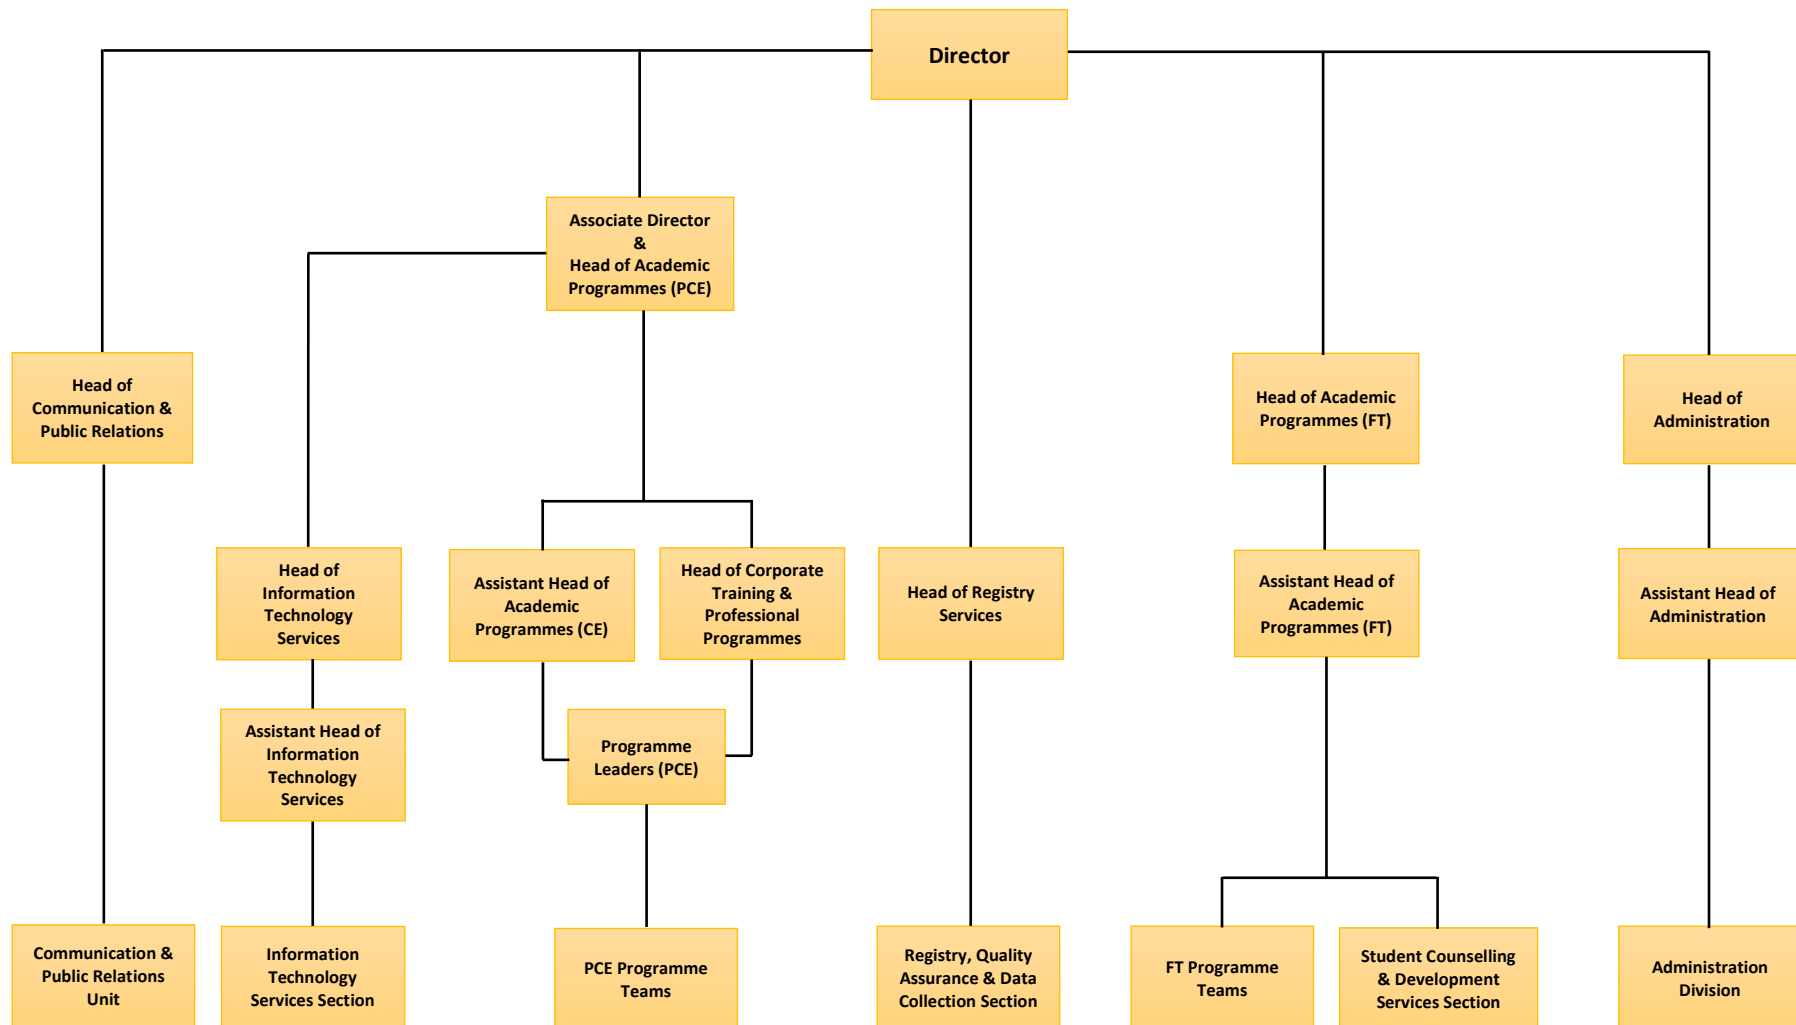 Director
Associate Director
&
Head of Academic
Programmes (PCE)
Head of
Communication &
Public Relations
Head of Academic
Programmes (FT)
Head of
Administration
Head of
Information
Technology
Services
Assistant Head of
Academic
Programmes (CE)
Head of Corporate
Training &
Professional
Programmes
Head of Registry
Services
Assistant Head of
Academic
Programmes (FT)
Assistant Head of
Administration
Assistant Head of
Information
Technology
Services
Programme
Leaders (PCE)
Communication &
Public Relations
Unit
Information
Technology
Services Section
PCE Programme
Teams
Registry, Quality
Assurance & Data
Collection Section
FT Programme
Teams
Student Counselling
& Development
Services Section
Administration
Division